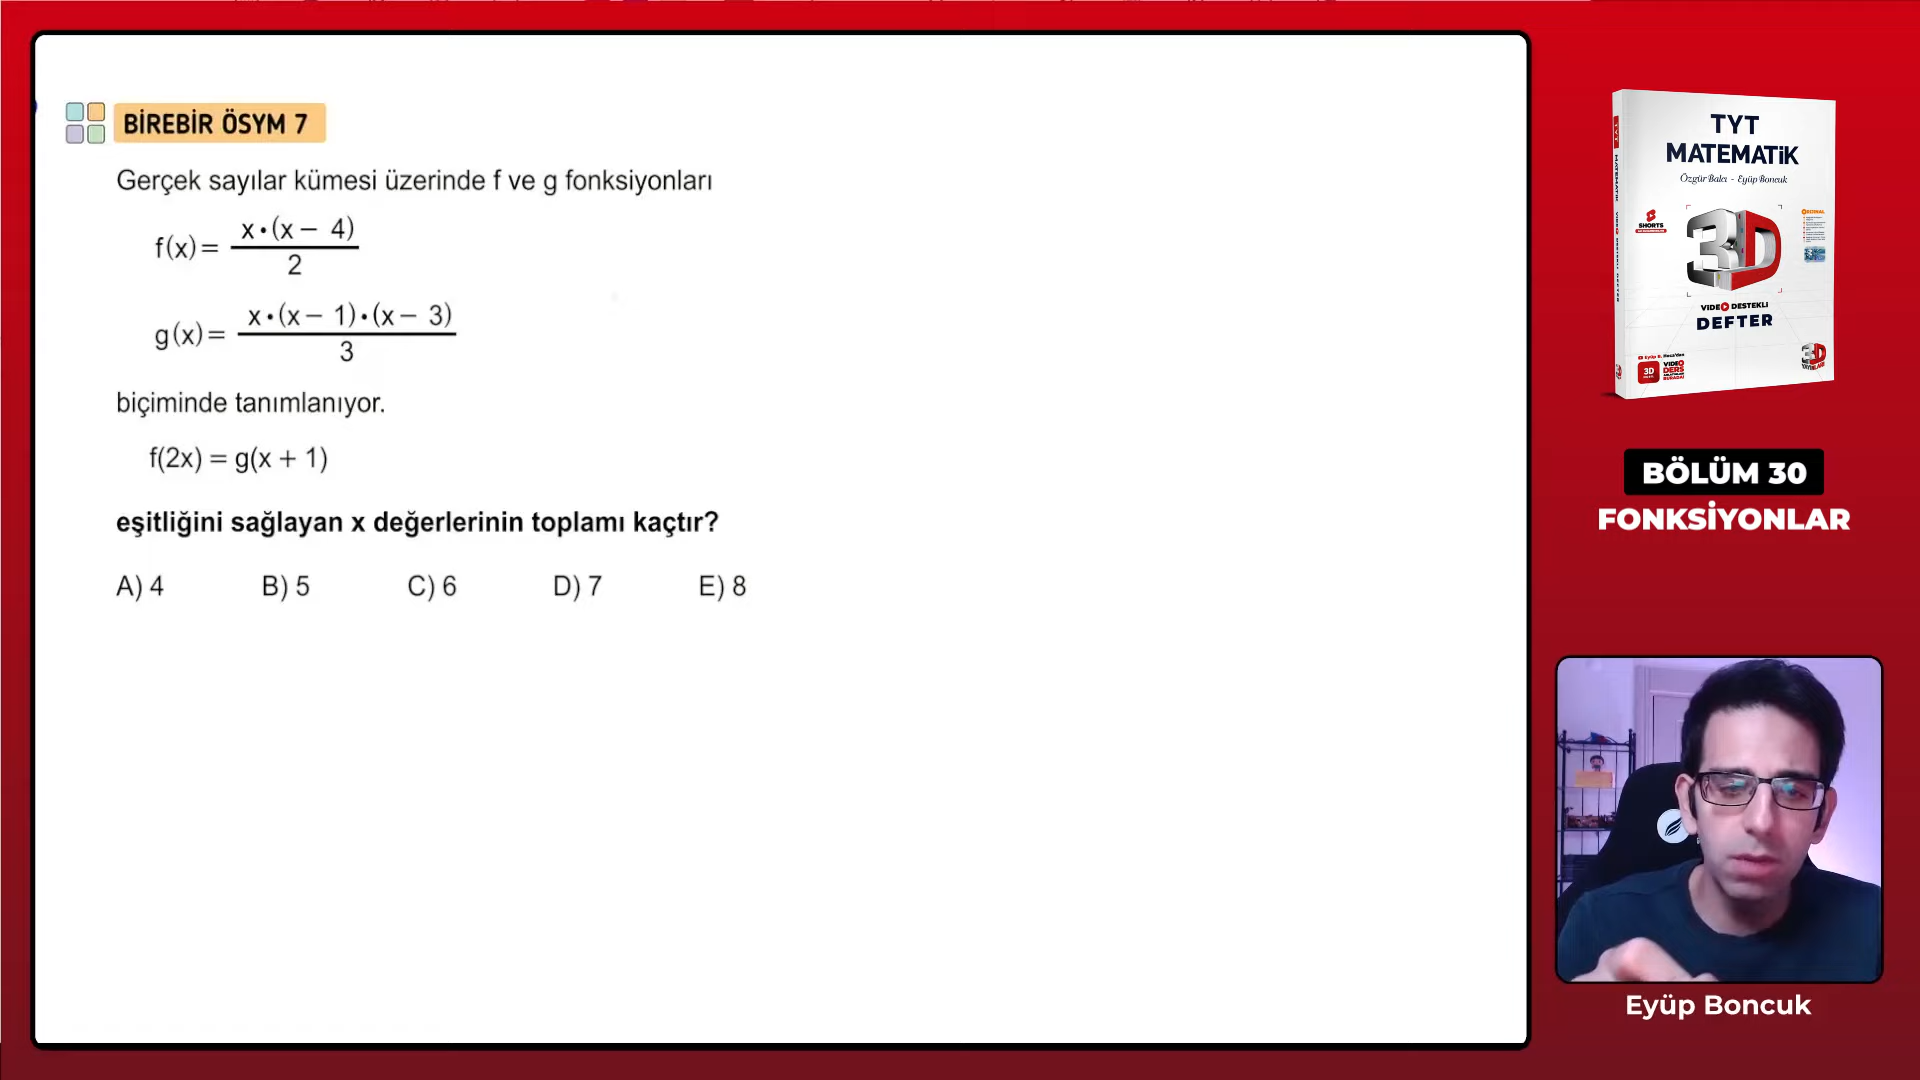 BİREBİR ÖSYM 7
Gerçek sayılar kümesi üzerinde f ve g fonksiyonları
f(x) = x•(x – 4) / 2
g(x) = x•(x – 1)•(x – 3) / 3
biçiminde tanımlanıyor.
f(2x) = g(x + 1)
eşitliğini sağlayan x değerlerinin toplamı kaçtır?
A) 4 B) 5 C) 6 D) 7 E) 8
TYT
MATEMATİK
Özgür Balcı - Eyüp Boncuk
SHORTS
3D
VIDEO DESTEKLİ
DEFTER
BÖLÜM 30
FONKSİYONLAR
Eyüp Boncuk